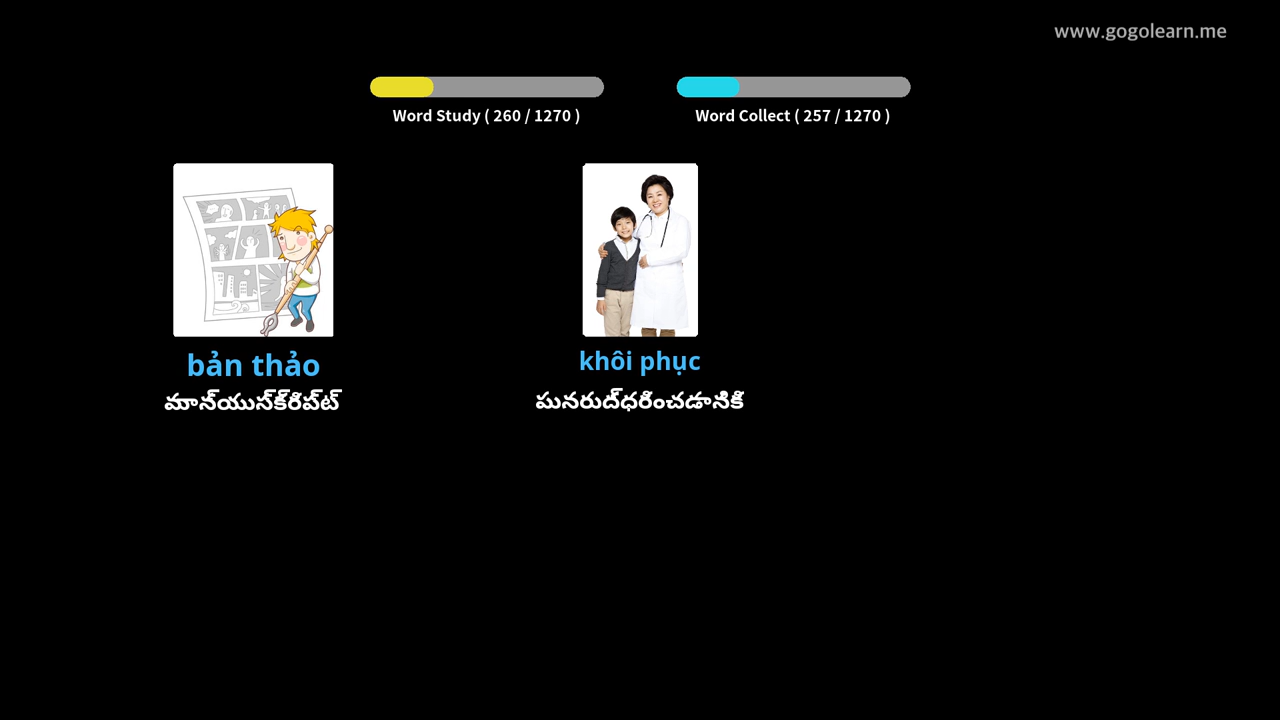 www.gogolearn.me
Word Study ( 260 / 1270 )
Word Collect ( 257 / 1270 )
bản thảo
మాన్‌యుస్‌క్‌రిప్‌ట్
khôi phục
పునరుద్‌ధరించడానికి